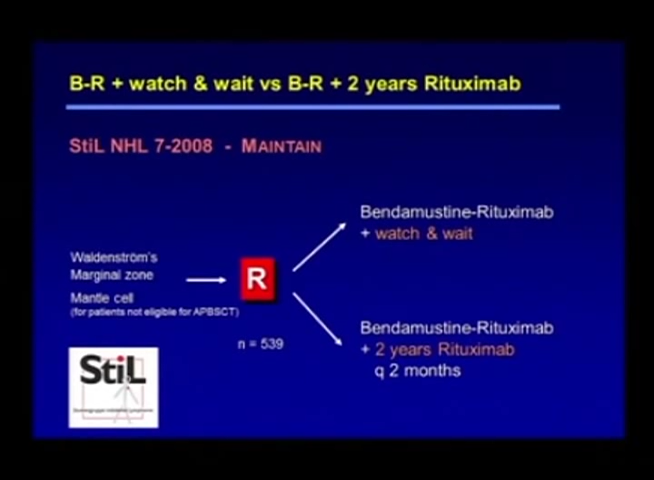 B-R + watch & wait vs B-R + 2 years Rituximab
StiL NHL 7-2008 - MAINTAIN
Bendamustine-Rituximab
+ watch & wait
Waldenström's
Marginal zone
Mantle cell
(for patients not eligible for APBSCT)
R
n = 539
Bendamustine-Rituximab
+ 2 years Rituximab
q 2 months
StiL